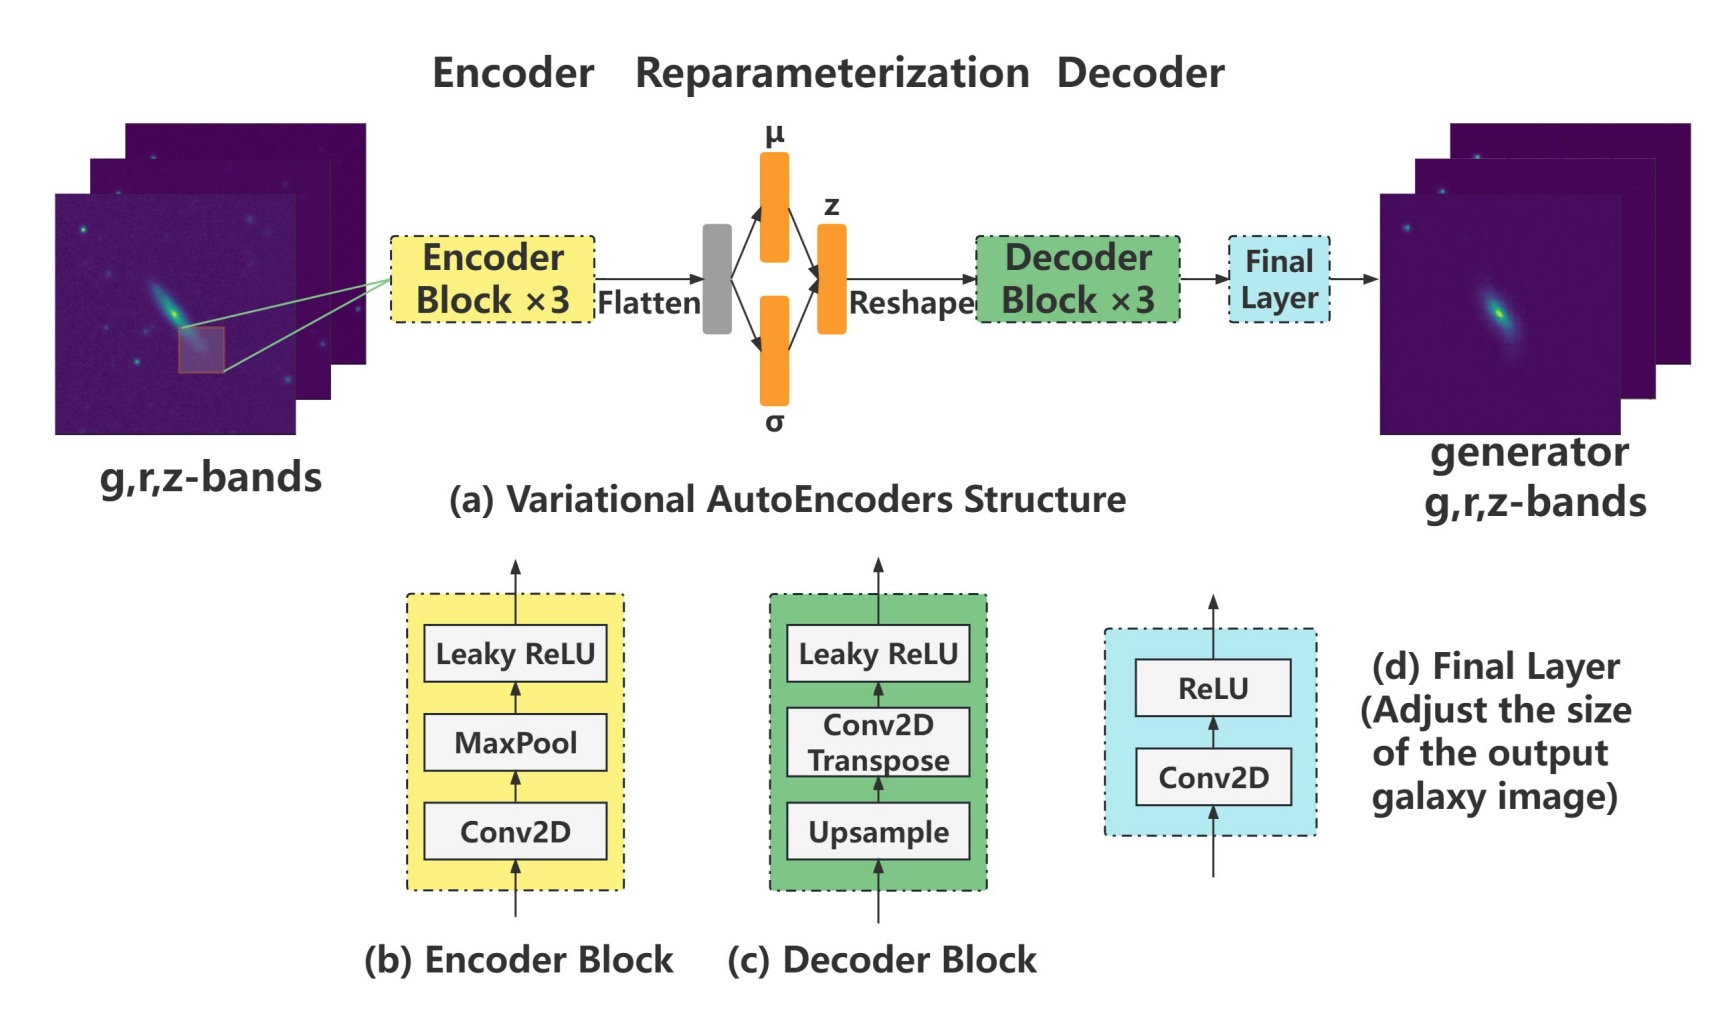 Encoder Reparameterization Decoder
μ
z
Encoder
Block ×3
Flatten
σ
Reshape
Decoder
Block ×3
Final
Layer
g,r,z-bands
generator
g,r,z-bands
(a) Variational AutoEncoders Structure
Leaky ReLU
MaxPool
Conv2D
(b) Encoder Block
Leaky ReLU
Conv2D
Transpose
Upsample
(c) Decoder Block
ReLU
Conv2D
(d) Final Layer
(Adjust the size
of the output
galaxy image)